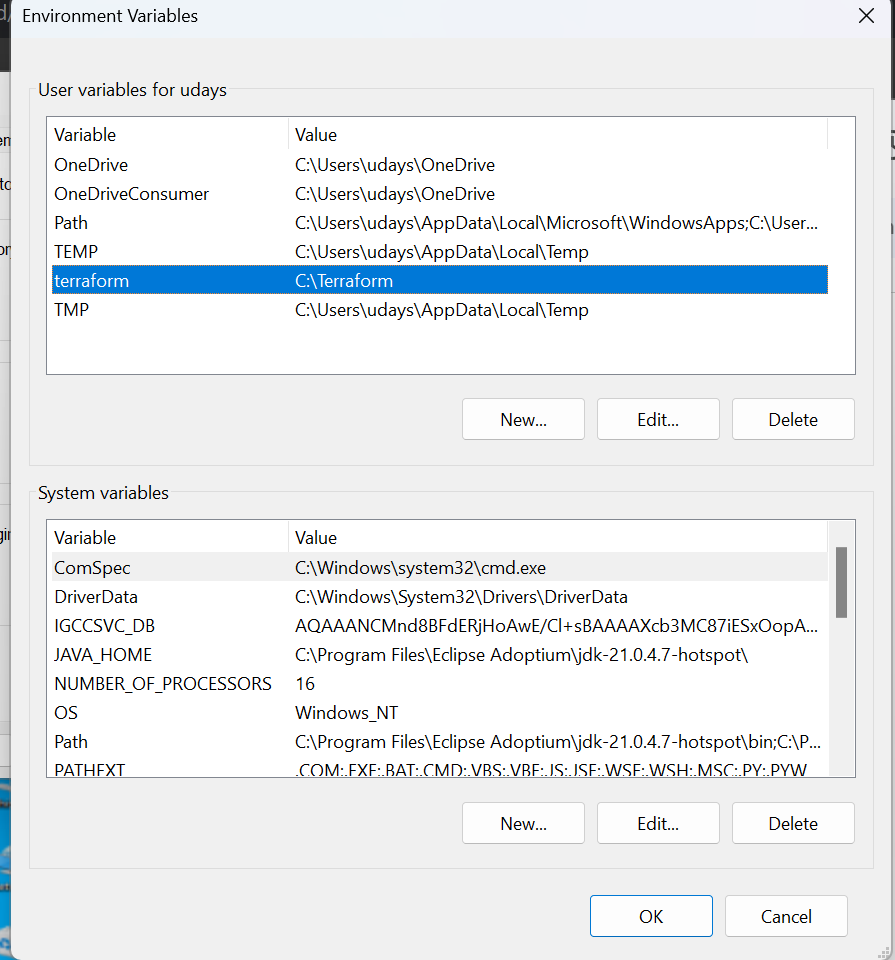 Environment Variables
User variables for udays
Variable Value
OneDrive C:\Users\udays\OneDrive
OneDriveConsumer C:\Users\udays\OneDrive
Path C:\Users\udays\AppData\Local\Microsoft\WindowsApps;C:\User...
TEMP C:\Users\udays\AppData\Local\Temp
terraform C:\Terraform
TMP C:\Users\udays\AppData\Local\Temp
New... Edit... Delete
System variables
Variable Value
ComSpec C:\Windows\system32\cmd.exe
DriverData C:\Windows\System32\Drivers\DriverData
IGCCSVC_DB AQAAANCMnd8BFdERjHoAwE/Cl+sBAAAAXcb3MC87iESxOopA...
JAVA_HOME C:\Program Files\Eclipse Adoptium\jdk-21.0.4.7-hotspot\
NUMBER_OF_PROCESSORS 16
OS Windows_NT
Path C:\Program Files\Eclipse Adoptium\jdk-21.0.4.7-hotspot\bin;C:\P...
PATHEXT .COM;.EXE;.BAT;.CMD;.VBS;.VBE;.JS;.JSE;.WSF;.WSH;.MSC;.PY;.PYW
New... Edit... Delete
OK Cancel